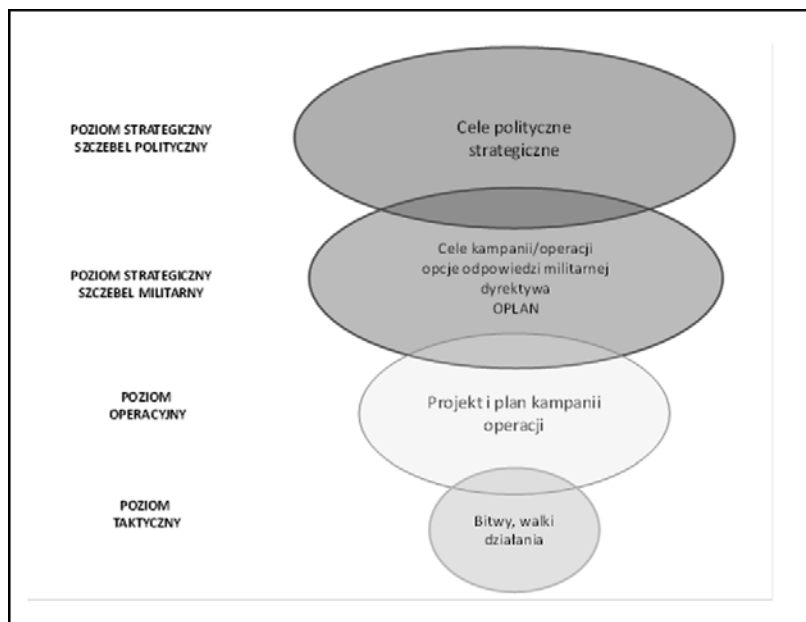 POZIOM STRATEGICZNY
SZCZEBEL POLITYCZNY
Cele polityczne
strategiczne
POZIOM STRATEGICZNY
SZCZEBEL MILITARNY
Cele kampanii/operacji
opcje odpowiedzi militarnej
dyrektywa
OPLAN
POZIOM
OPERACYJNY
Projekt i plan kampanii
operacji
POZIOM
TAKTYCZNY
Bitwy, walki
działania